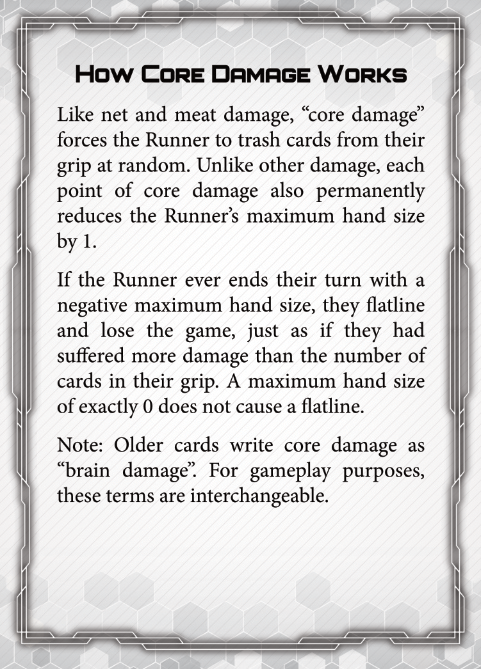 How Core Damage Works
Like net and meat damage, “core damage”
forces the Runner to trash cards from their
grip at random. Unlike other damage, each
point of core damage also permanently
reduces the Runner’s maximum hand size
by 1.
If the Runner ever ends their turn with a
negative maximum hand size, they flatline
and lose the game, just as if they had
suffered more damage than the number of
cards in their grip. A maximum hand size
of exactly 0 does not cause a flatline.
Note: Older cards write core damage as
“brain damage”. For gameplay purposes,
these terms are interchangeable.